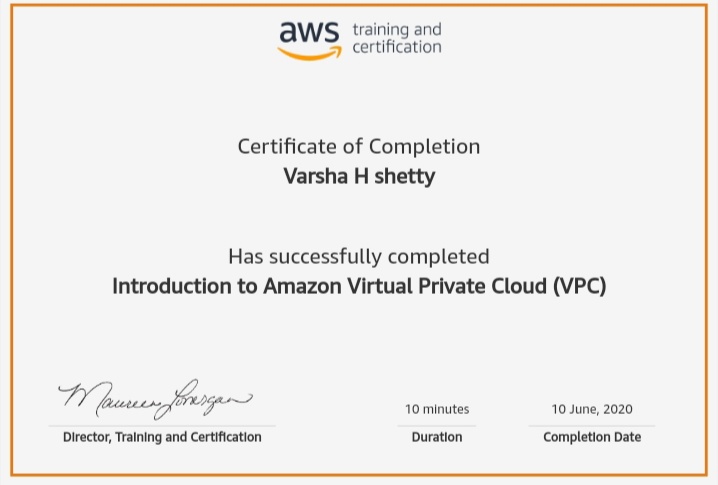 aws training and
certification
Certificate of Completion
Varsha H shetty
Has successfully completed
Introduction to Amazon Virtual Private Cloud (VPC)
Maureen Lonergan
10 minutes
10 June, 2020
Director, Training and Certification
Duration
Completion Date